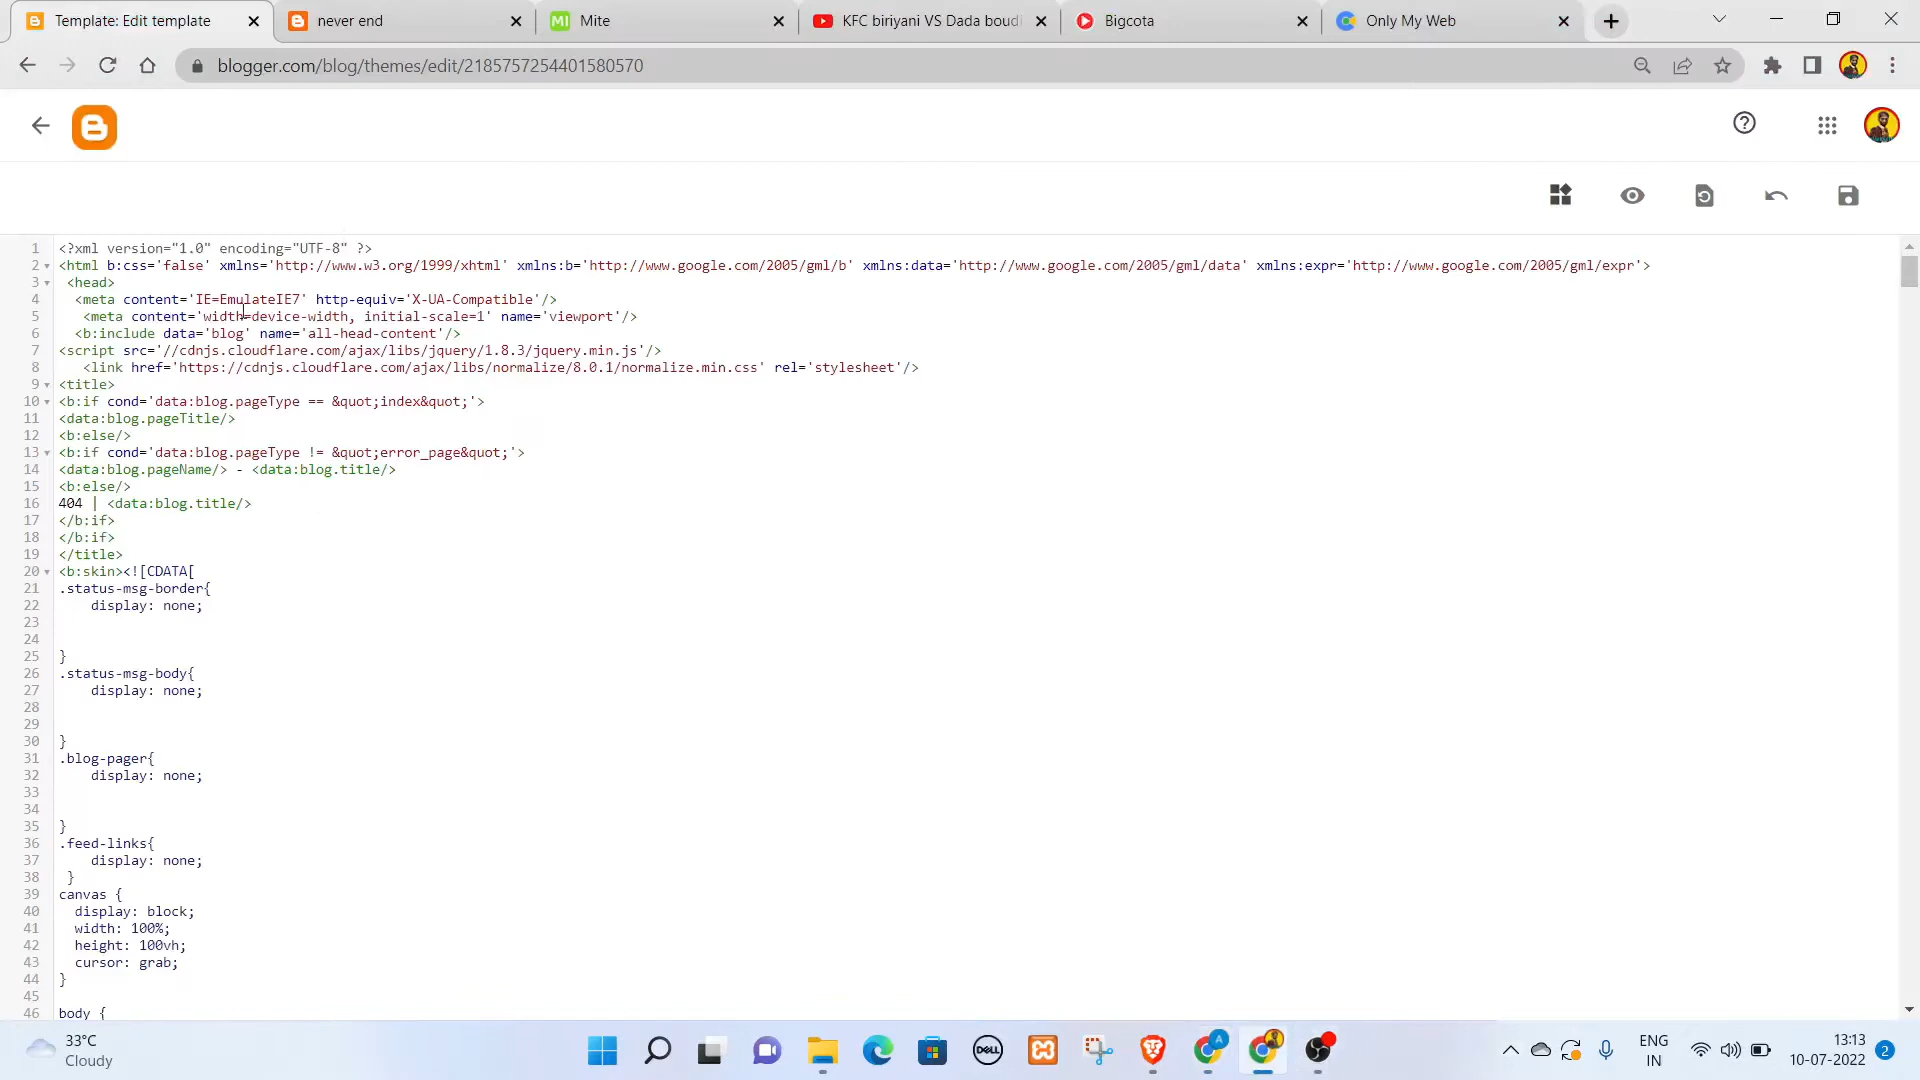 Template: Edit template
never end
Mite
KFC biriyani VS Dada boudi
Bigcota
Only My Web
blogger.com/blog/themes/edit/2185757254401580570
1 <?xml version="1.0" encoding="UTF-8" ?>
2 <html b:css='false' xmlns='http://www.w3.org/1999/xhtml' xmlns:b='http://www.google.com/2005/gml/b' xmlns:data='http://www.google.com/2005/gml/data' xmlns:expr='http://www.google.com/2005/gml/expr'>
3 <head>
4 <meta content='IE=EmulateIE7' http-equiv='X-UA-Compatible'/>
5 <meta content='width=device-width, initial-scale=1' name='viewport'/>
6 <b:include data='blog' name='all-head-content'/>
7 <script src='//cdnjs.cloudflare.com/ajax/libs/jquery/1.8.3/jquery.min.js'/>
8 <link href='https://cdnjs.cloudflare.com/ajax/libs/normalize/8.0.1/normalize.min.css' rel='stylesheet'/>
9 <title>
10 <b:if cond='data:blog.pageType == &quot;index&quot;'>
11 <data:blog.pageTitle/>
12 <b:else/>
13 <b:if cond='data:blog.pageType != &quot;error_page&quot;'>
14 <data:blog.pageName/> - <data:blog.title/>
15 <b:else/>
16 404 | <data:blog.title/>
17 </b:if>
18 </b:if>
19 </title>
20 <b:skin><![CDATA[
21 .status-msg-border{
22 display: none;
23
24
25 }
26 .status-msg-body{
27 display: none;
28
29
30 }
31 .blog-pager{
32 display: none;
33
34
35 }
36 .feed-links{
37 display: none;
38 }
39 canvas {
40 display: block;
41 width: 100%;
42 height: 100vh;
43 cursor: grab;
44 }
45
46 body {
33°C
Cloudy
DELL
A
ENG
IN
13:13
10-07-2022
2